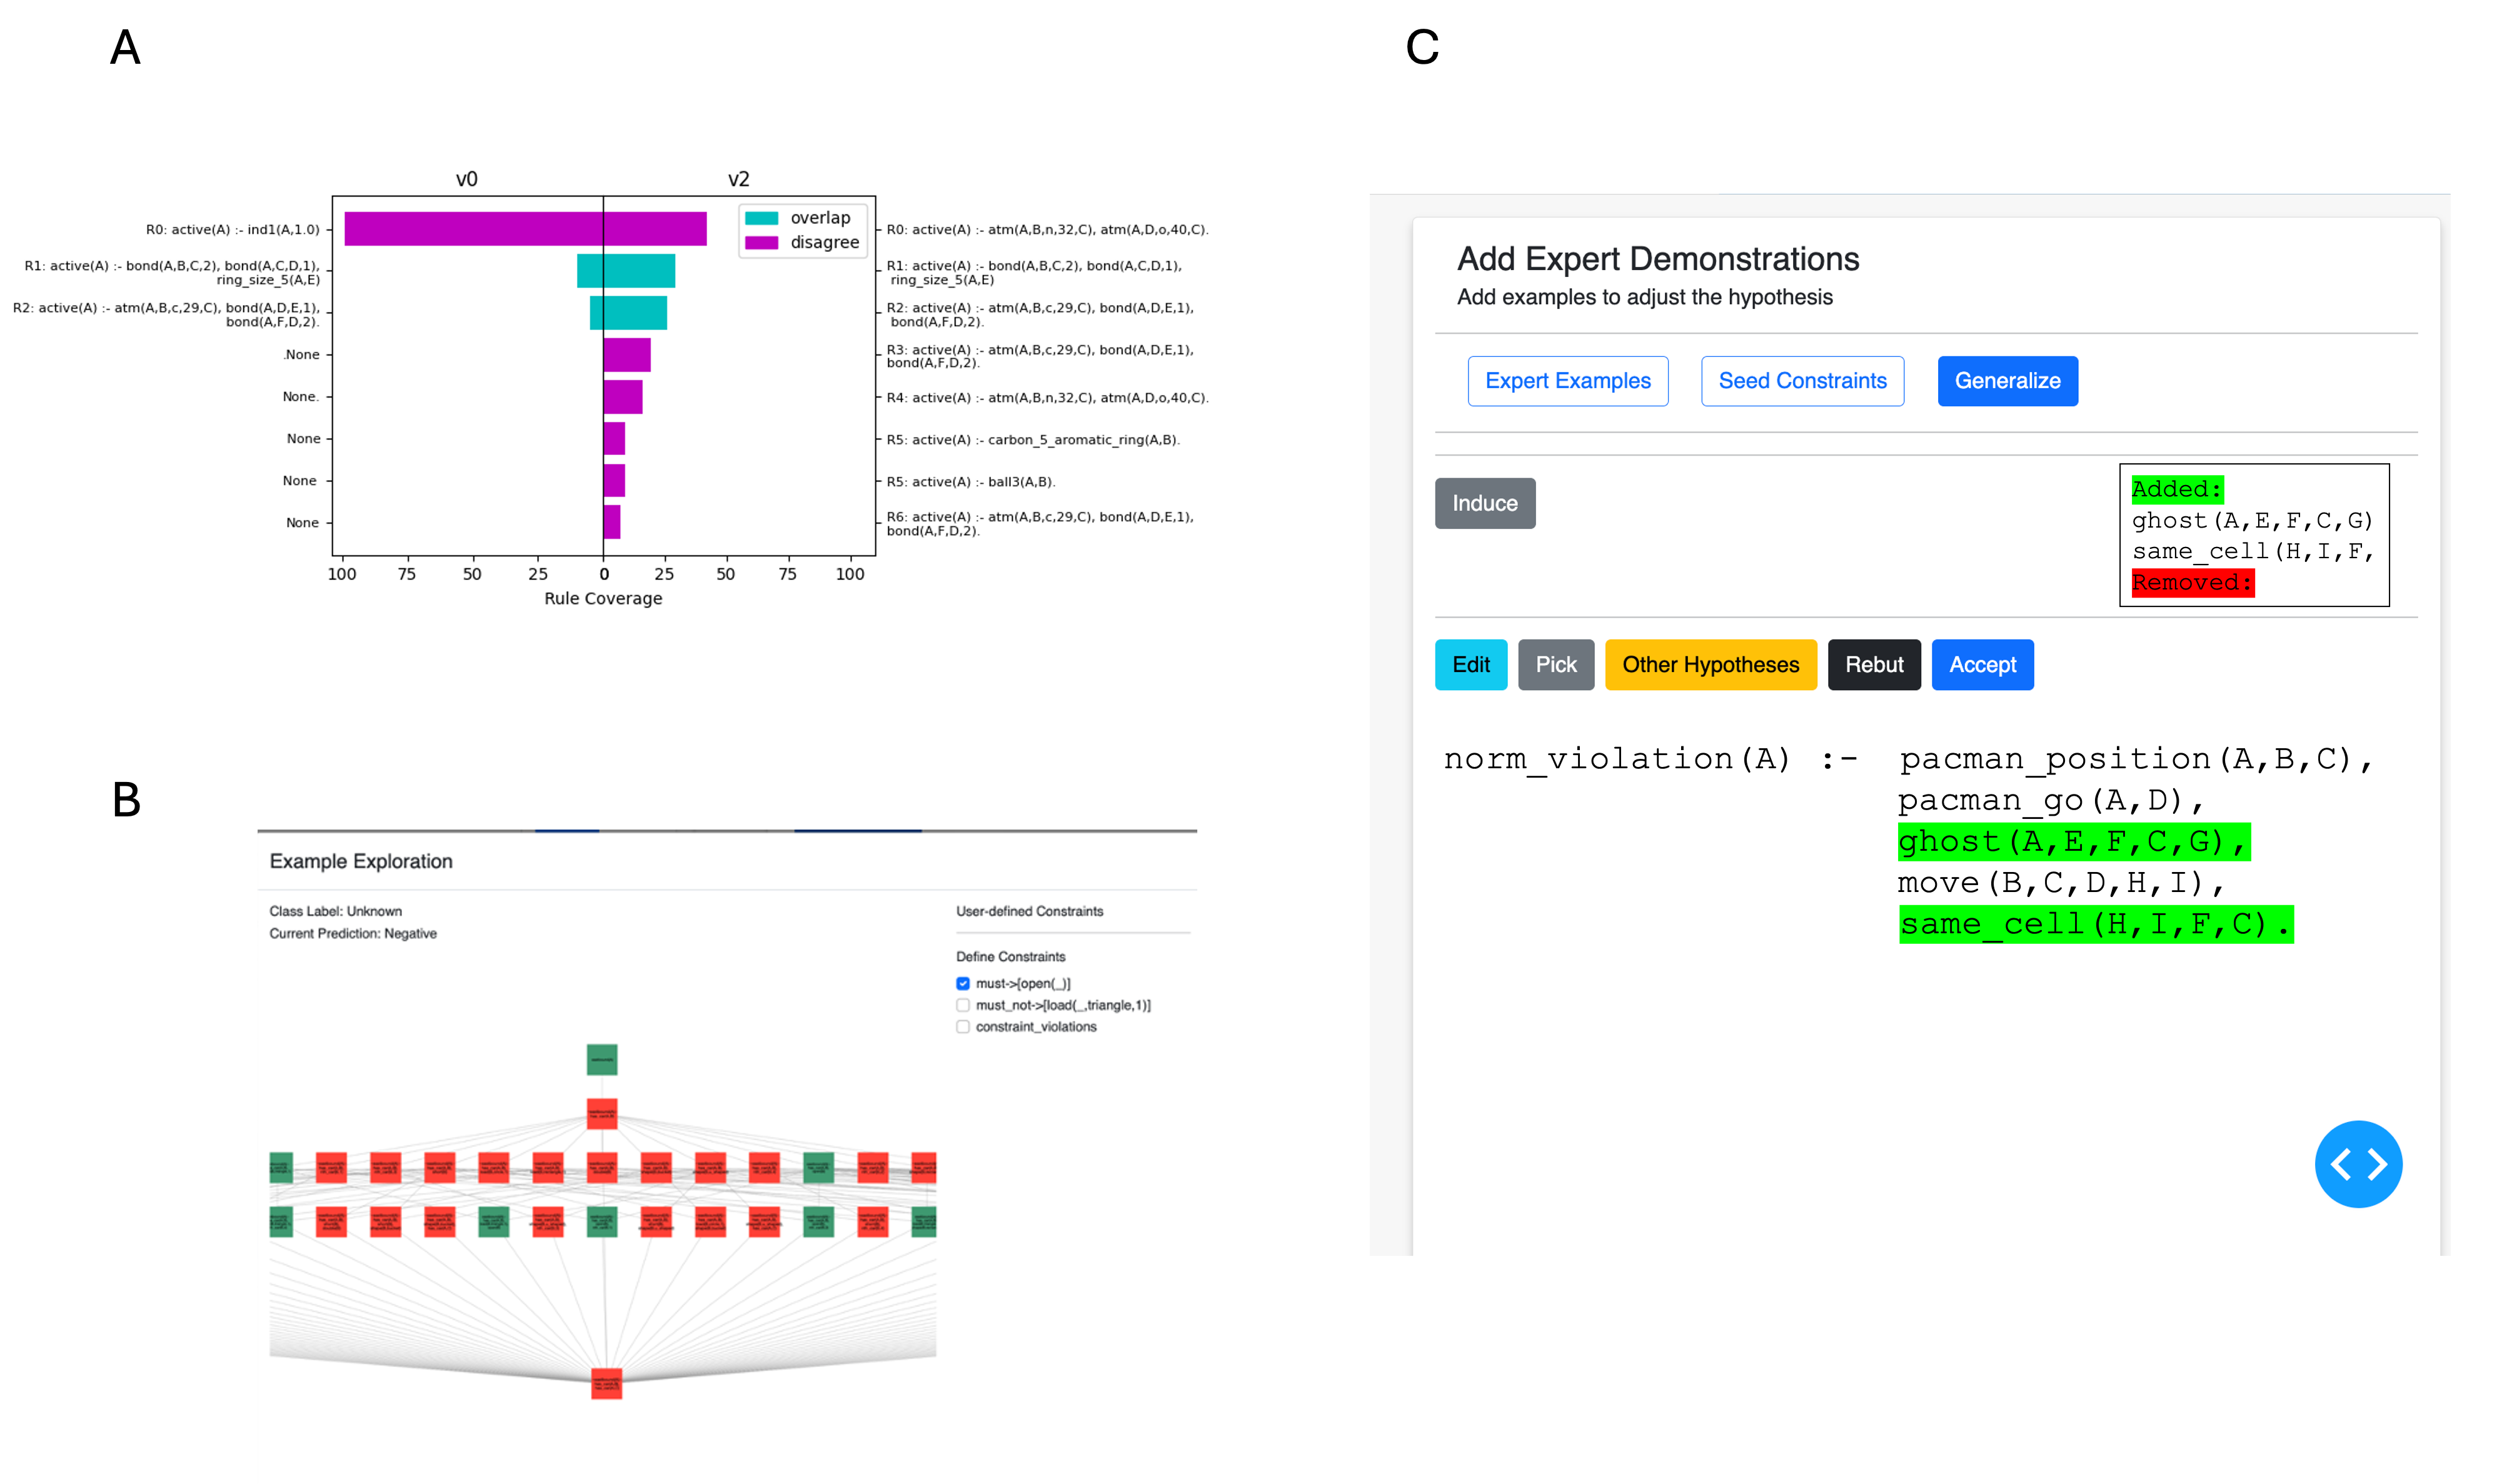 A
v0 v2
overlap
disagree
R0: active(A) :- ind1(A,1.0)
R1: active(A) :- bond(A,B,C,2), bond(A,C,D,1),
ring_size_5(A,E)
R2: active(A) :- atm(A,B,c,29,C), bond(A,D,E,1),
bond(A,F,D,2).
.None
None.
None
None
None
R0: active(A) :- atm(A,B,n,32,C), atm(A,D,o,40,C).
R1: active(A) :- bond(A,B,C,2), bond(A,C,D,1),
ring_size_5(A,E)
R2: active(A) :- atm(A,B,c,29,C), bond(A,D,E,1),
bond(A,F,D,2).
R3: active(A) :- atm(A,B,c,29,C), bond(A,D,E,1),
bond(A,F,D,2).
R4: active(A) :- atm(A,B,n,32,C), atm(A,D,o,40,C).
R5: active(A) :- carbon_5_aromatic_ring(A,B).
R5: active(A) :- ball3(A,B).
R6: active(A) :- atm(A,B,c,29,C), bond(A,D,E,1),
bond(A,F,D,2).
100 75 50 25 0 25 50 75 100
Rule Coverage
B
Example Exploration
Class Label: Unknown
Current Prediction: Negative
User-defined Constraints
Define Constraints
must->[open(_)]
must_not->[load(_,triangle,1)]
constraint_violations
C
Add Expert Demonstrations
Add examples to adjust the hypothesis
Expert Examples Seed Constraints Generalize
Induce
Added:
ghost(A,E,F,C,G)
same_cell(H,I,F,
Removed:
Edit Pick Other Hypotheses Rebut Accept
norm_violation(A) :- pacman_position(A,B,C),
pacman_go(A,D),
ghost(A,E,F,C,G),
move(B,C,D,H,I),
same_cell(H,I,F,C).